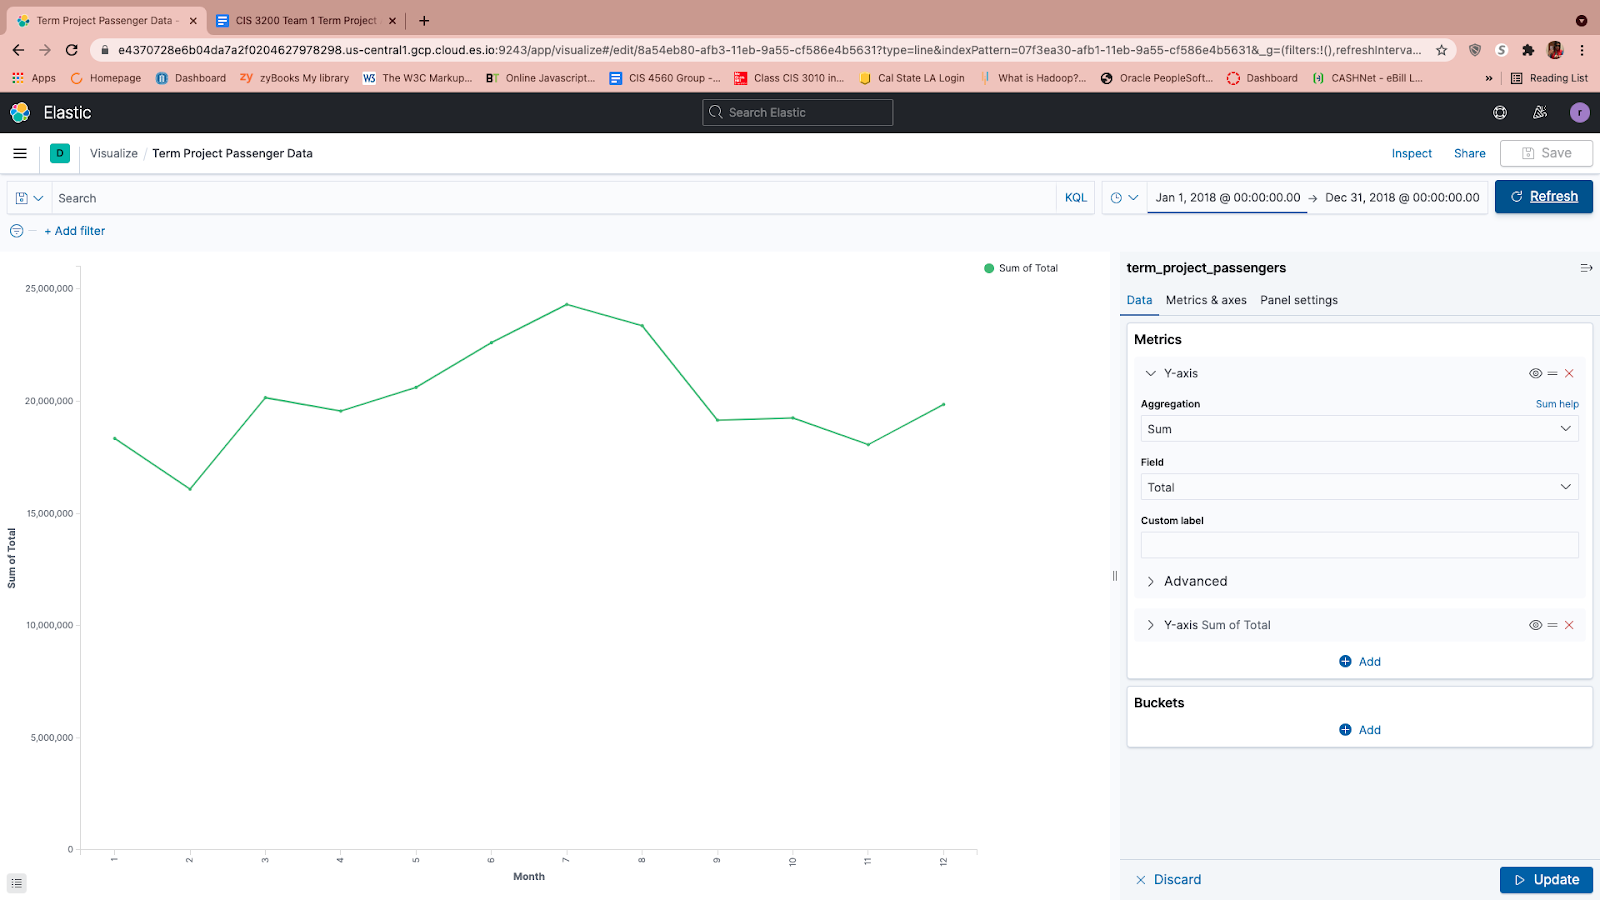 Term Project Passenger Data -
CIS 3200 Team 1 Term Project
e4370728e6b04da7a2f0204627978298.us-central1.gcp.cloud.es.io:9243/app/visualize#/edit/8a54eb80-afb3-11eb-9a55-cf586e4b5631?type=line&indexPattern=07f3ea30-afb1-11eb-9a55-cf586e4b5631&_g=(filters:!(),refreshInterva...
Apps Homepage Dashboard zy zyBooks My library W3 The W3C Markup... BT Online Javascript... CIS 4560 Group -... Class CIS 3010 in... Cal State LA Login What is Hadoop?... Oracle PeopleSoft... Dashboard CASHNet - eBill L... » Reading List
Elastic
Search Elastic
r
D Visualize / Term Project Passenger Data
Inspect Share Save
Search KQL Jan 1, 2018 @ 00:00:00.00 → Dec 31, 2018 @ 00:00:00.00 Refresh
+ Add filter
Sum of Total
25,000,000
20,000,000
15,000,000
10,000,000
5,000,000
0
Sum of Total
1 2 3 4 5 6 7 8 9 10 11 12
Month
term_project_passengers
Data Metrics & axes Panel settings
Metrics
Y-axis
Aggregation Sum help
Sum
Field
Total
Custom label
Advanced
Y-axis Sum of Total
Add
Buckets
Add
Discard Update